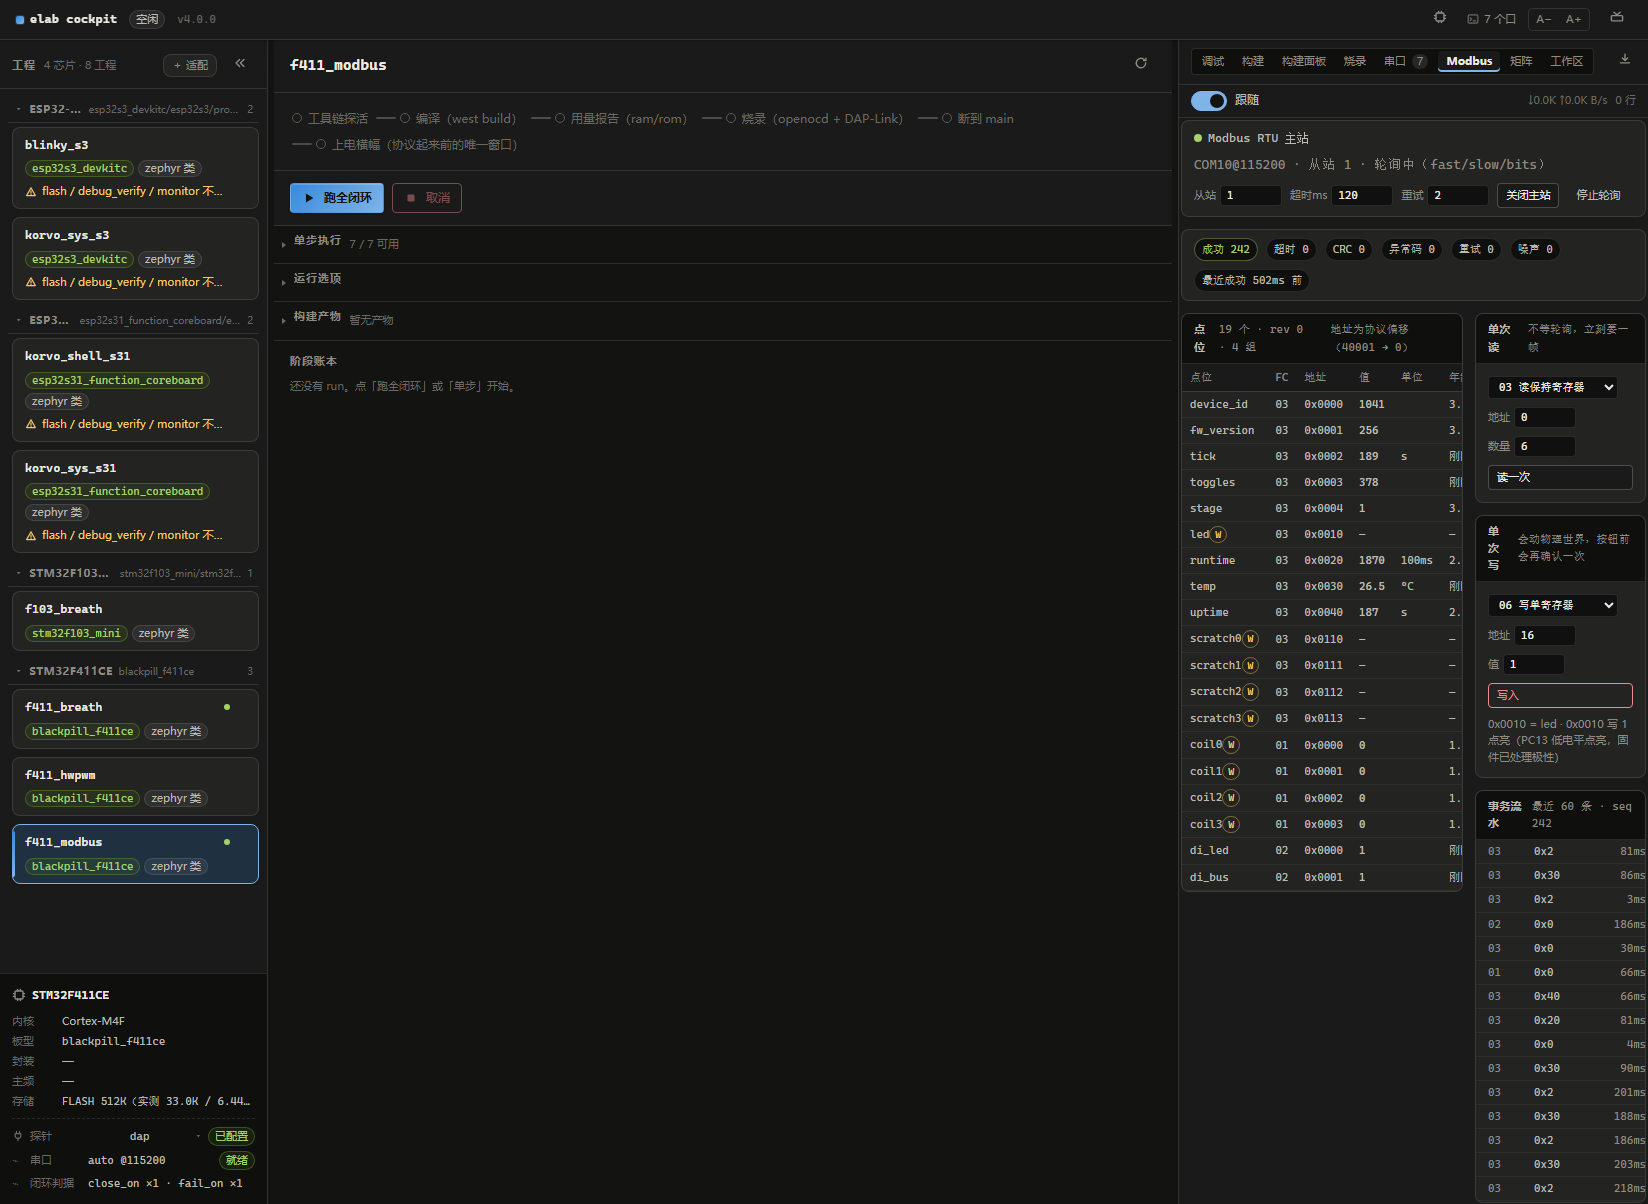 elab cockpit 空闲 v4.0.0 7 个口 A− A+
工程 4 芯片 · 8 工程 + 适配
ESP32-... esp32s3_devkitc/esp32s3/pro... 2
blinky_s3
esp32s3_devkitc zephyr 类
flash / debug_verify / monitor 不...
korvo_sys_s3
esp32s3_devkitc zephyr 类
flash / debug_verify / monitor 不...
ESP3... esp32s31_function_coreboard/e... 2
korvo_shell_s31
esp32s31_function_coreboard
zephyr 类
flash / debug_verify / monitor 不...
korvo_sys_s31
esp32s31_function_coreboard
zephyr 类
flash / debug_verify / monitor 不...
STM32F103... stm32f103_mini/stm32f... 1
f103_breath
stm32f103_mini zephyr 类
STM32F411CE blackpill_f411ce 3
f411_breath
blackpill_f411ce zephyr 类
f411_hwpwm
blackpill_f411ce zephyr 类
f411_modbus
blackpill_f411ce zephyr 类
STM32F411CE
内核 Cortex-M4F
板型 blackpill_f411ce
封装 —
主频 —
存储 FLASH 512K（实测 33.0K / 6.44...
探针 dap 已配置
串口 auto @115200 就绪
闭环判据 close_on ×1 · fail_on ×1
f411_modbus
工具链探活 编译（west build） 用量报告（ram/rom） 烧录（openocd + DAP-Link） 断到 main
上电横幅（协议起来前的唯一窗口）
跑全闭环 取消
单步执行 7 / 7 可用
运行选项
构建产物 暂无产物
阶段账本
还没有 run。点「跑全闭环」或「单步」开始。
调试 构建 构建面板 烧录 串口 7 Modbus 矩阵 工作区
跟随 ↓0.0K ↑0.0K B/s 0 行
Modbus RTU 主站
COM10@115200 · 从站 1 · 轮询中（fast/slow/bits）
从站 1 超时ms 120 重试 2 关闭主站 停止轮询
成功 242 超时 0 CRC 0 异常码 0 重试 0 噪声 0
最近成功 502ms 前
点位 19 个 · rev 0 · 4 组 地址为协议偏移（40001 → 0）
点位 FC 地址 值 单位
device_id 03 0x0000 1041 3.
fw_version 03 0x0001 256 3.
tick 03 0x0002 189 s 刚
toggles 03 0x0003 378 刚
stage 03 0x0004 1 3.
led W 03 0x0010 — —
runtime 03 0x0020 1870 100ms 2.
temp 03 0x0030 26.5 °C 刚
uptime 03 0x0040 187 s 2.
scratch0 W 03 0x0110 — —
scratch1 W 03 0x0111 — —
scratch2 W 03 0x0112 — —
scratch3 W 03 0x0113 — —
coil0 W 01 0x0000 0 1.
coil1 W 01 0x0001 0 1.
coil2 W 01 0x0002 0 1.
coil3 W 01 0x0003 0 1.
di_led 02 0x0000 1 刚
di_bus 02 0x0001 1 刚
单次读 不等轮询，立刻要一帧
03 读保持寄存器
地址 0
数量 6
读一次
单次写 会动物理世界，按钮前会再确认一次
06 写单寄存器
地址 16
值 1
写入
0x0010 = led · 0x0010 写 1
点亮（PC13 低电平点亮，固
件已处理极性）
事务流水 最近 60 条 · seq 242
03 0x2 81ms
03 0x30 86ms
03 0x2 3ms
02 0x0 186ms
03 0x0 30ms
01 0x0 66ms
03 0x40 66ms
03 0x20 81ms
03 0x0 4ms
03 0x30 90ms
03 0x2 201ms
03 0x30 188ms
03 0x2 186ms
03 0x30 203ms
03 0x2 218ms